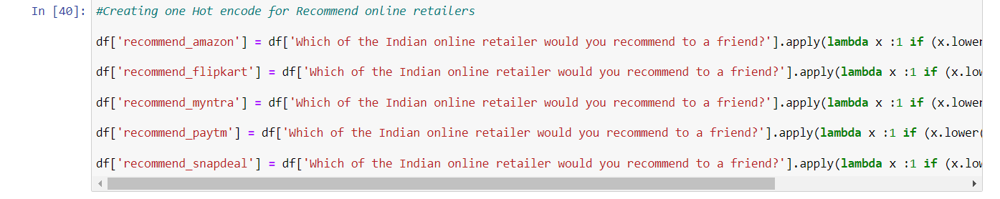 In [40]: #Creating one Hot encode for Recommend online retailers
df['recommend_amazon'] = df['Which of the Indian online retailer would you recommend to a friend?'].apply(lambda x :1 if (x.lower
df['recommend_flipkart'] = df['Which of the Indian online retailer would you recommend to a friend?'].apply(lambda x :1 if (x.low
df['recommend_myntra'] = df['Which of the Indian online retailer would you recommend to a friend?'].apply(lambda x :1 if (x.lower
df['recommend_paytm'] = df['Which of the Indian online retailer would you recommend to a friend?'].apply(lambda x :1 if (x.lower(
df['recommend_snapdeal'] = df['Which of the Indian online retailer would you recommend to a friend?'].apply(lambda x :1 if (x.low